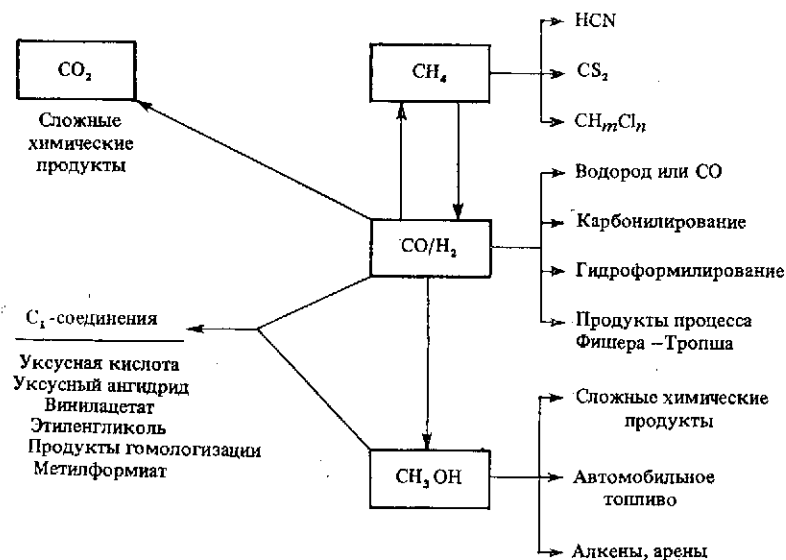 HCN
CO₂
CH₄
CS₂
CHₘClₙ
Сложные
химические
продукты
Водород или CO
Карбонилирование
CO/H₂
Гидроформилирование
C₁-соединения
Продукты процесса
Фишера –Тропша
Уксусная кислота
Уксусный ангидрид
Винилацетат
Этиленгликоль
Продукты гомологизации
Метилформиат
Сложные химические
продукты
CH₃OH
Автомобильное
топливо
Алкены, арены